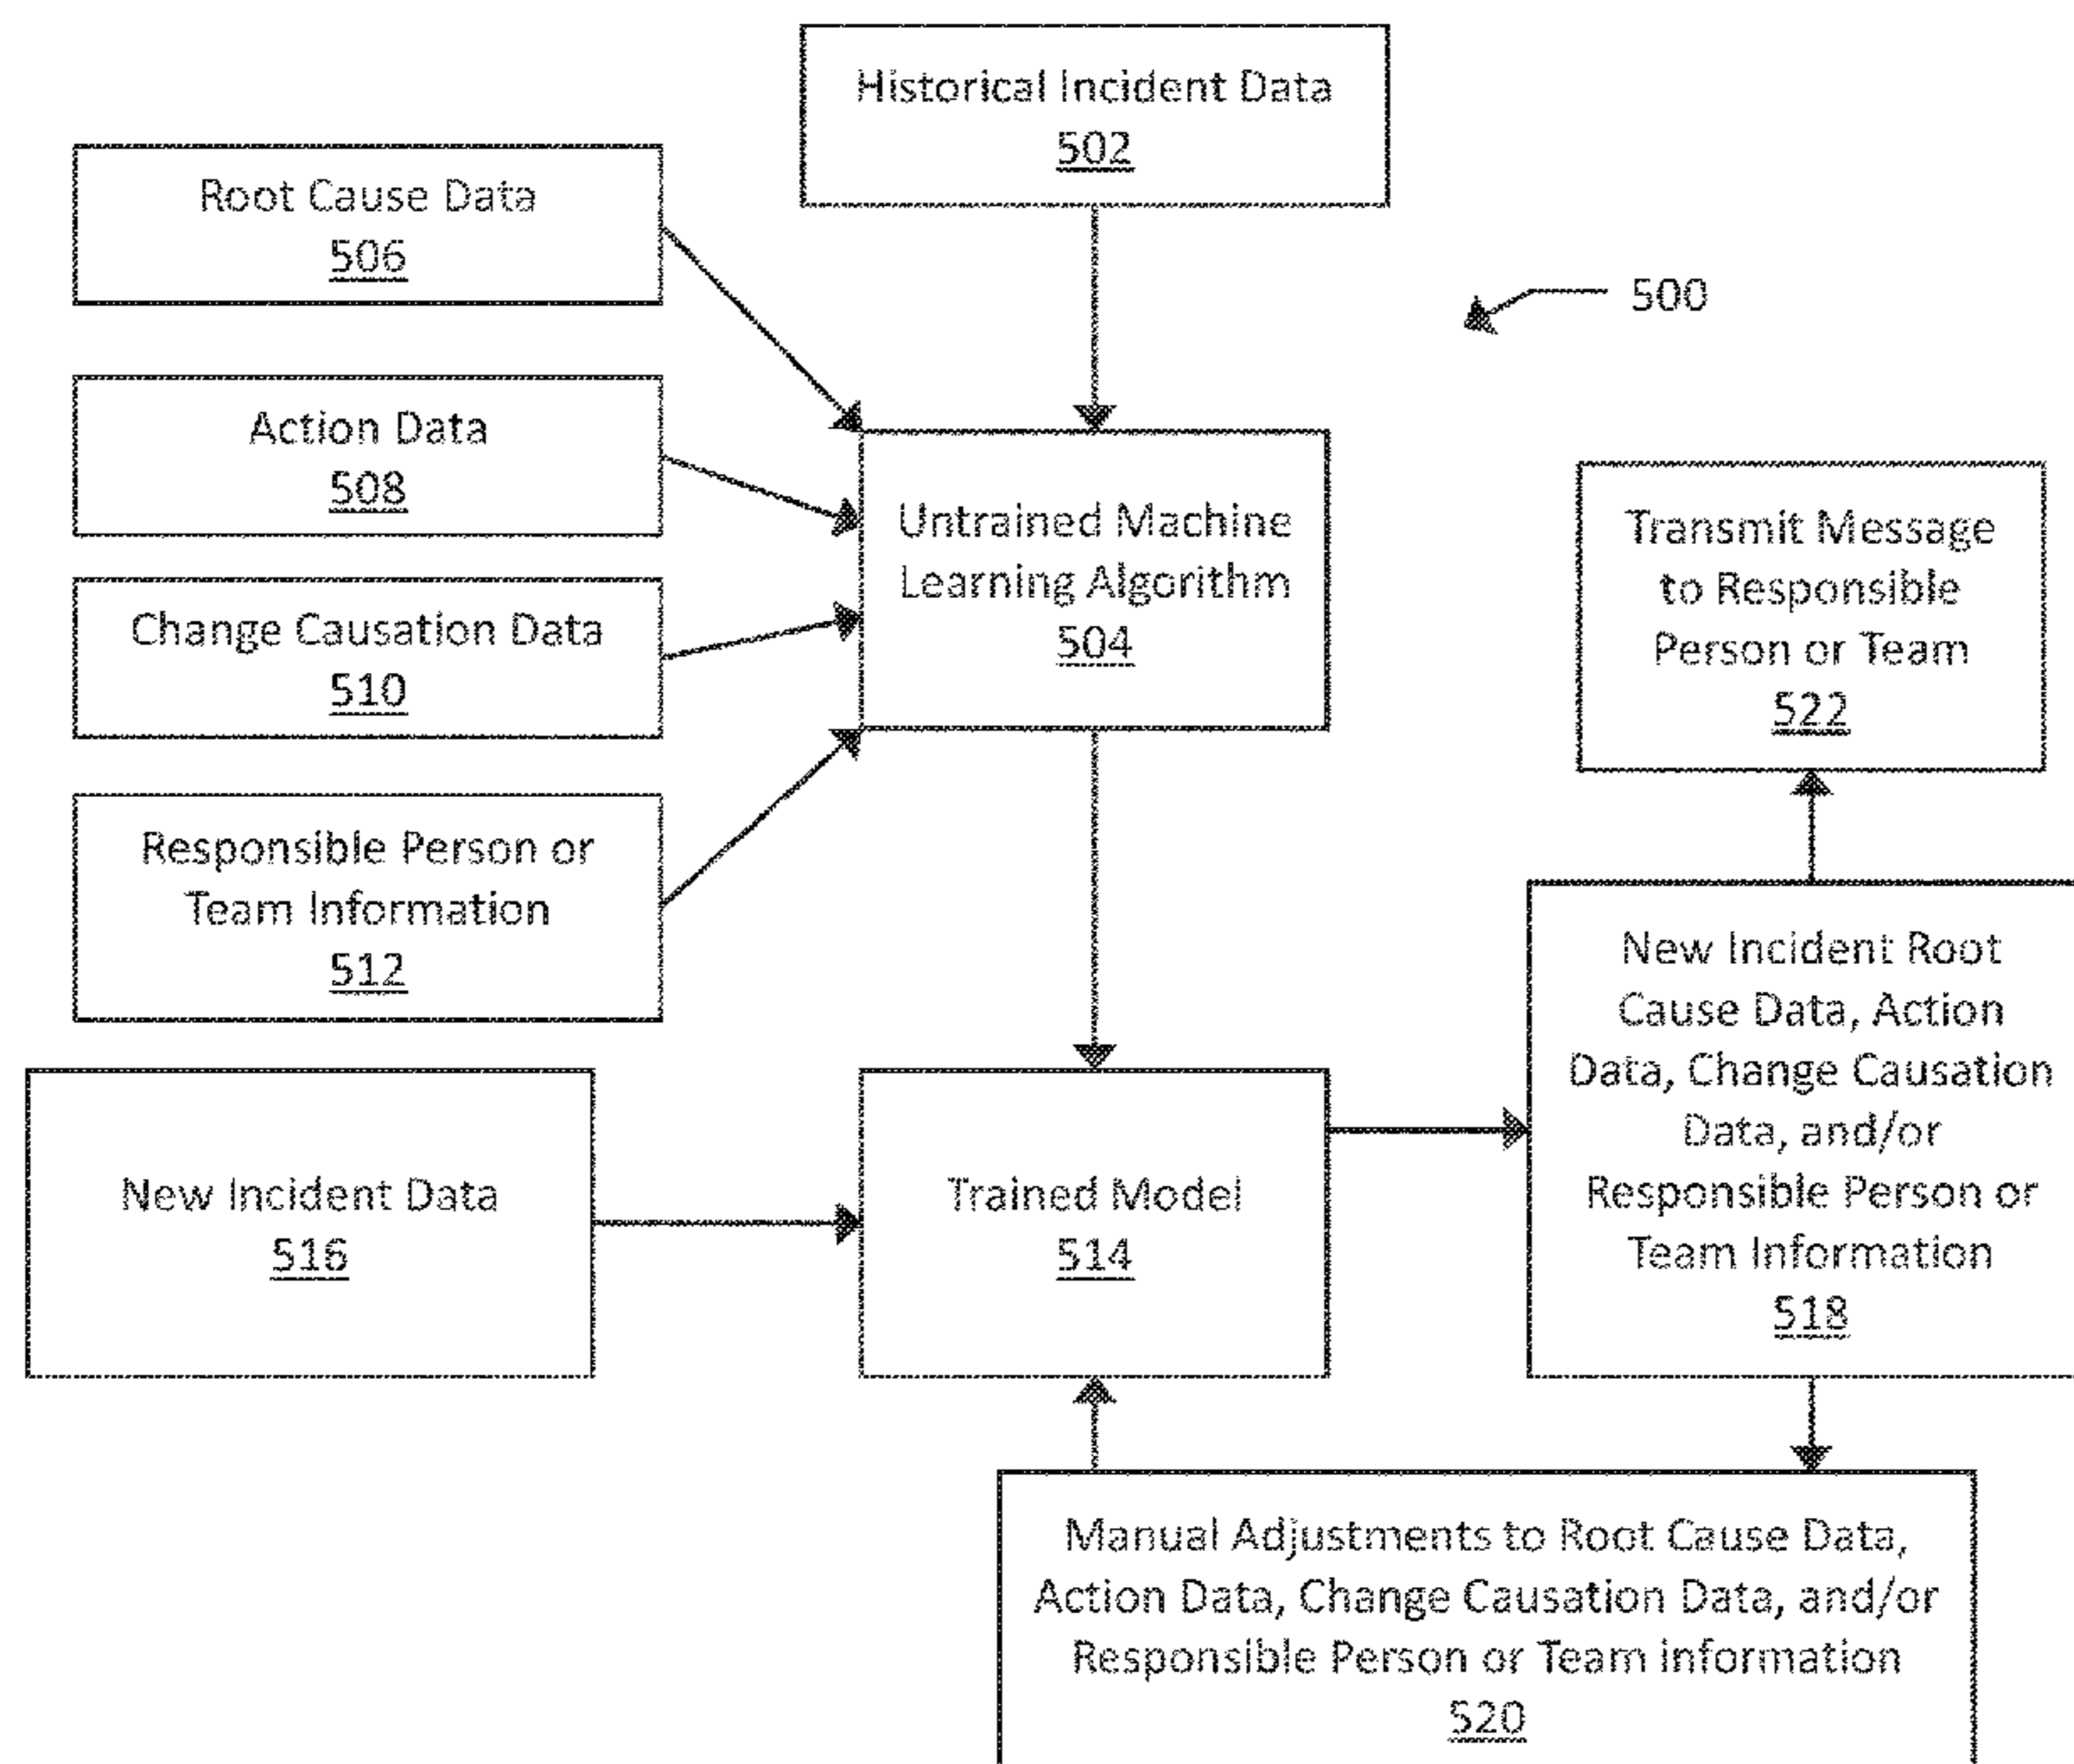 Historical Incident Data
502
Root Cause Data
506
500
Action Data
508
Untrained Machine
Learning Algorithm
504
Transmit Message
to Responsible
Person or Team
522
Change Causation Data
510
Responsible Person or
Team Information
512
New Incident Root
Cause Data, Action
Data, Change Causation
Data, and/or
Responsible Person or
Team Information
518
New Incident Data
516
Trained Model
514
Manual Adjustments to Root Cause Data,
Action Data, Change Causation Data, and/or
Responsible Person or Team information
520